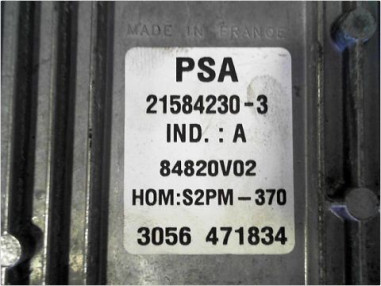 MADE IN FRANCE
PSA
21584230-3
IND. : A
84820V02
HOM:S2PM-370
3056 471834